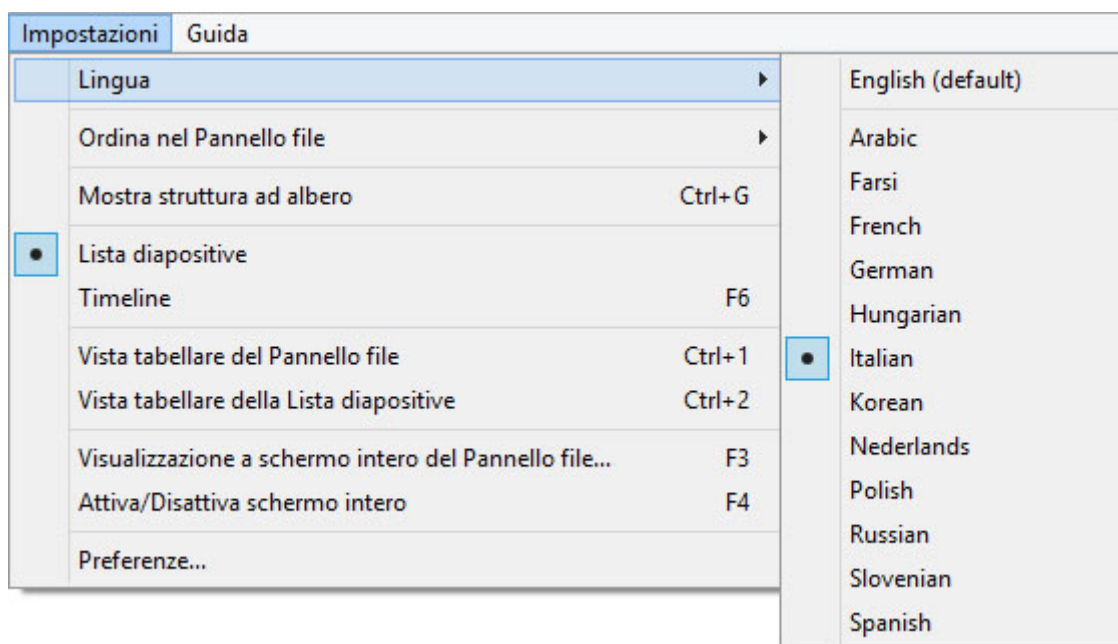 Impostazioni Guida
Lingua
Ordina nel Pannello file
Mostra struttura ad albero Ctrl+G
Lista diapositive
Timeline F6
Vista tabellare del Pannello file Ctrl+1
Vista tabellare della Lista diapositive Ctrl+2
Visualizzazione a schermo intero del Pannello file... F3
Attiva/Disattiva schermo intero F4
Preferenze...
English (default)
Arabic
Farsi
French
German
Hungarian
Italian
Korean
Nederlands
Polish
Russian
Slovenian
Spanish